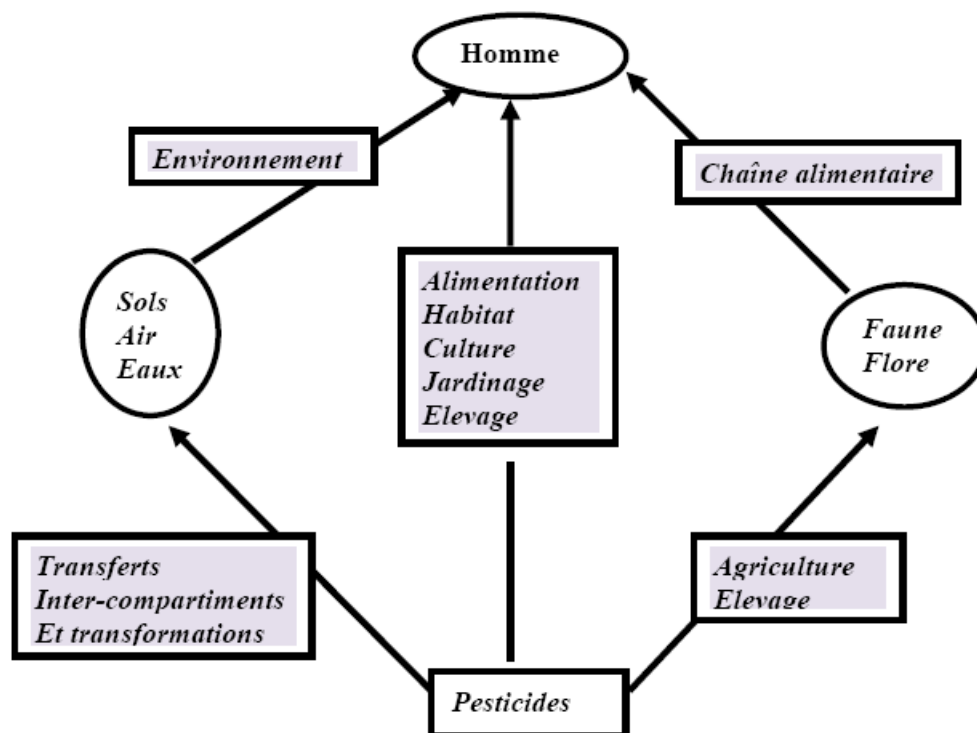 Homme
Environnement
Chaîne alimentaire
Alimentation
Habitat
Culture
Jardinage
Elevage
Sols
Air
Eaux
Faune
Flore
Transferts
Inter-compartiments
Et transformations
Agriculture
Elevage
Pesticides